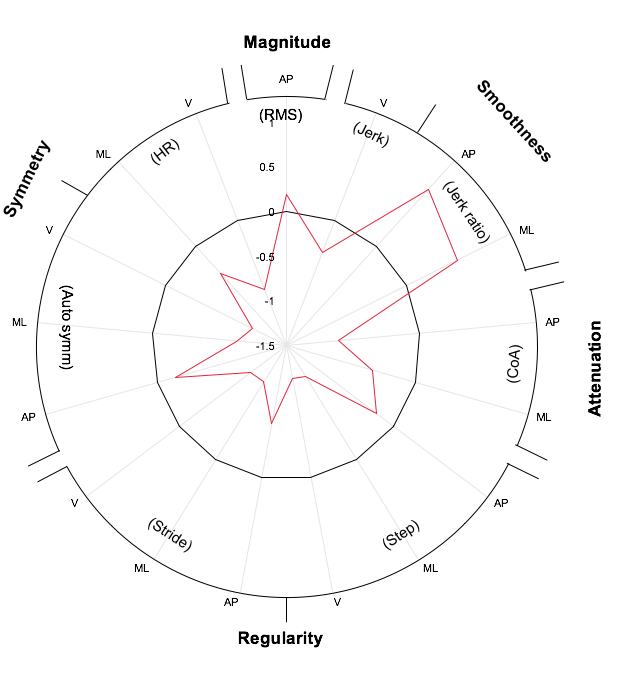 Magnitude
AP
(RMS)
1
0.5
0
-0.5
-1
-1.5
V
(Jerk)
Smoothness
AP
(Jerk ratio)
ML
AP
(CoA)
ML
Attenuation
AP
(Step)
ML
V
Regularity
AP
ML
(Stride)
V
AP
ML
(Auto symm)
V
Symmetry
ML
(HR)
V